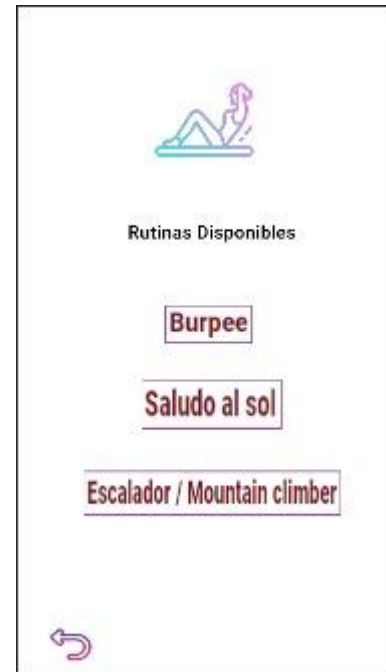 Rutinas Disponibles
Burpee
Saludo al sol
Escalador / Mountain climber